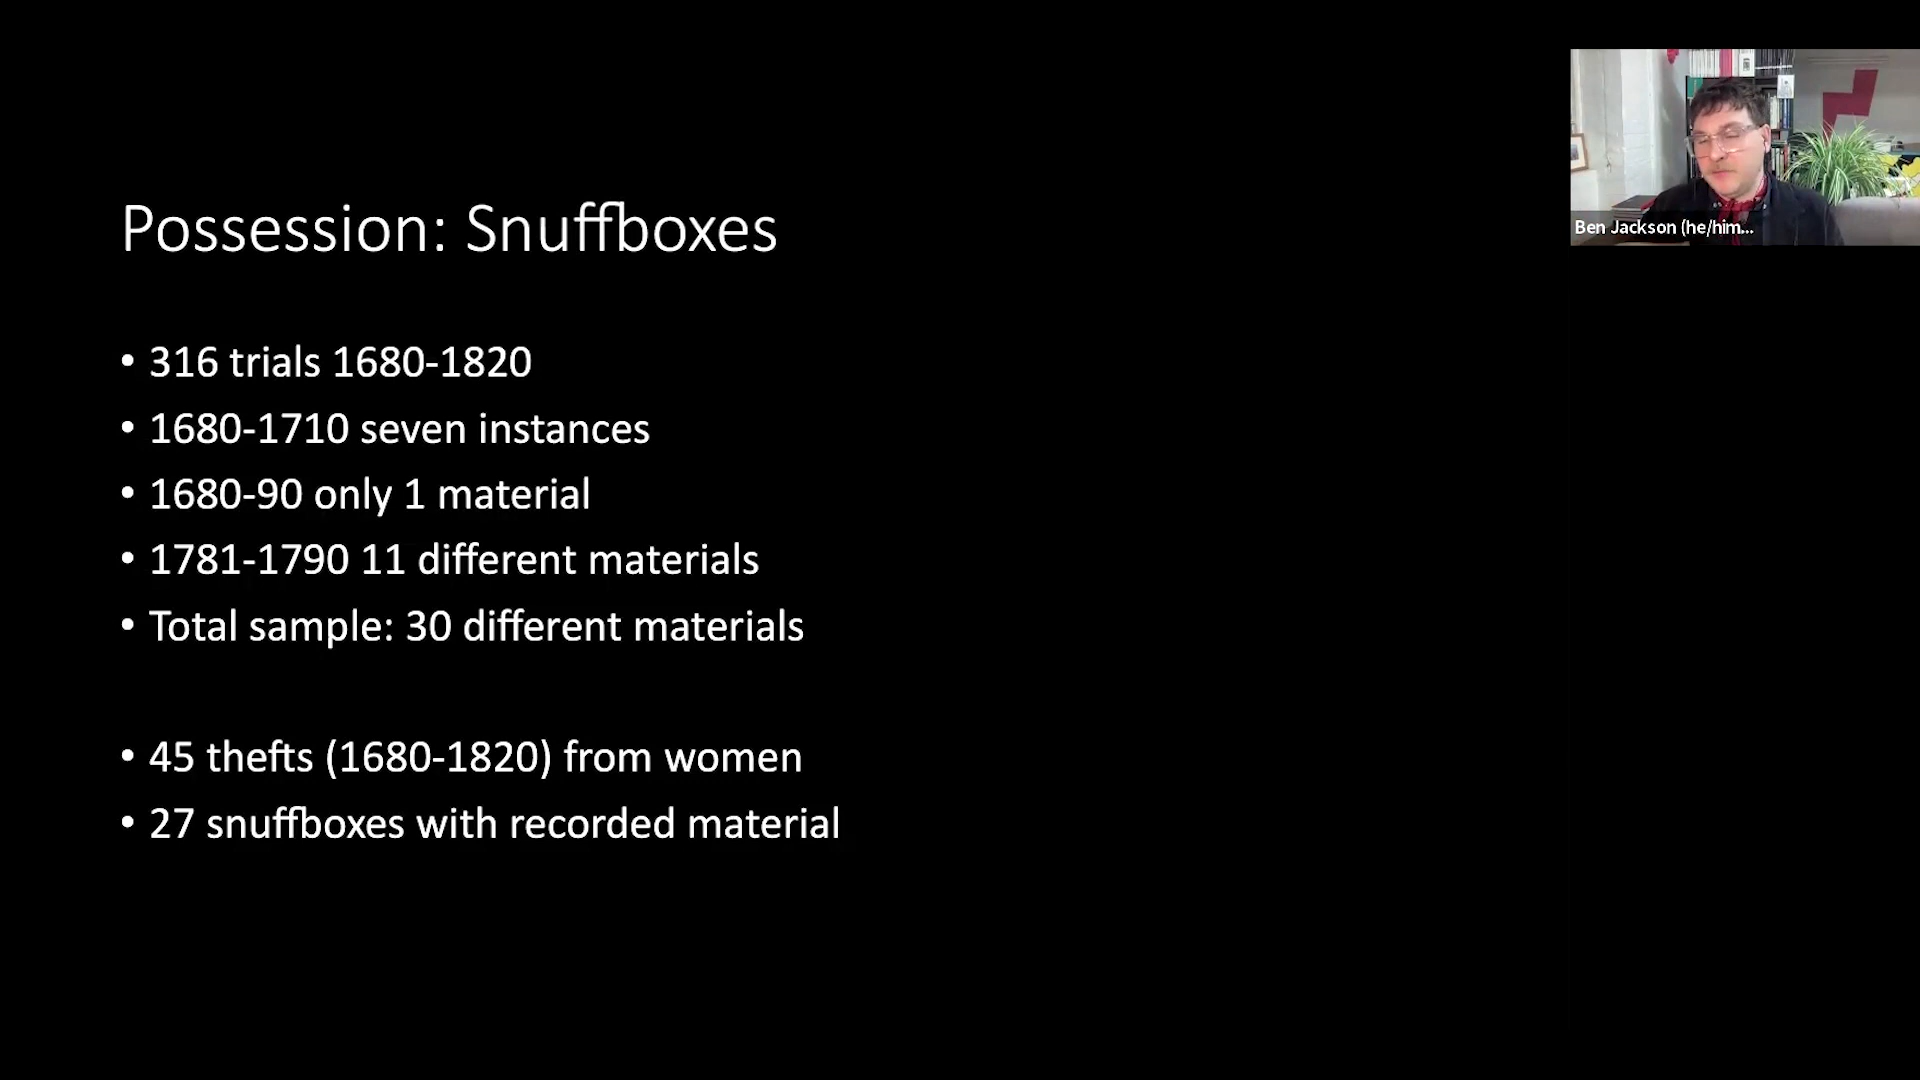 Possession: Snuffboxes
• 316 trials 1680-1820
• 1680-1710 seven instances
• 1680-90 only 1 material
• 1781-1790 11 different materials
• Total sample: 30 different materials
• 45 thefts (1680-1820) from women
• 27 snuffboxes with recorded material
Ben Jackson (he/him...